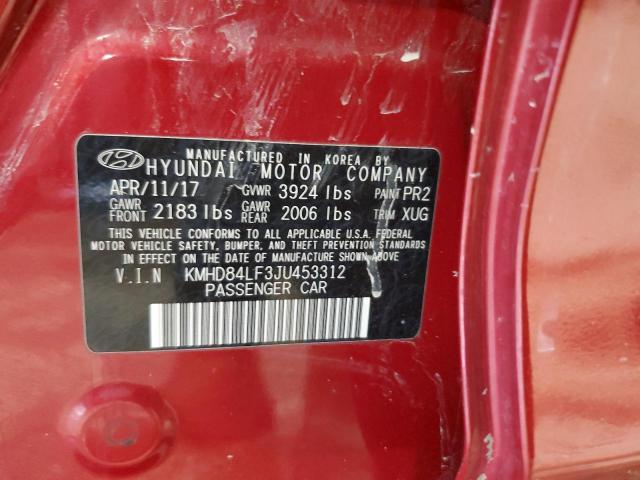 MANUFACTURED IN KOREA BY
HYUNDAI MOTOR COMPANY
APR/11/17 GVWR 3924 lbs PAINT PR2
GAWR FRONT 2183 lbs GAWR REAR 2006 lbs TRIM XUG
THIS VEHICLE CONFORMS TO ALL APPLICABLE U.S.A. FEDERAL
MOTOR VEHICLE SAFETY, BUMPER, AND THEFT PREVENTION STANDARDS
IN EFFECT ON THE DATE OF MANUFACTURE SHOWN ABOVE
V.I.N KMHD84LF3JU453312
PASSENGER CAR